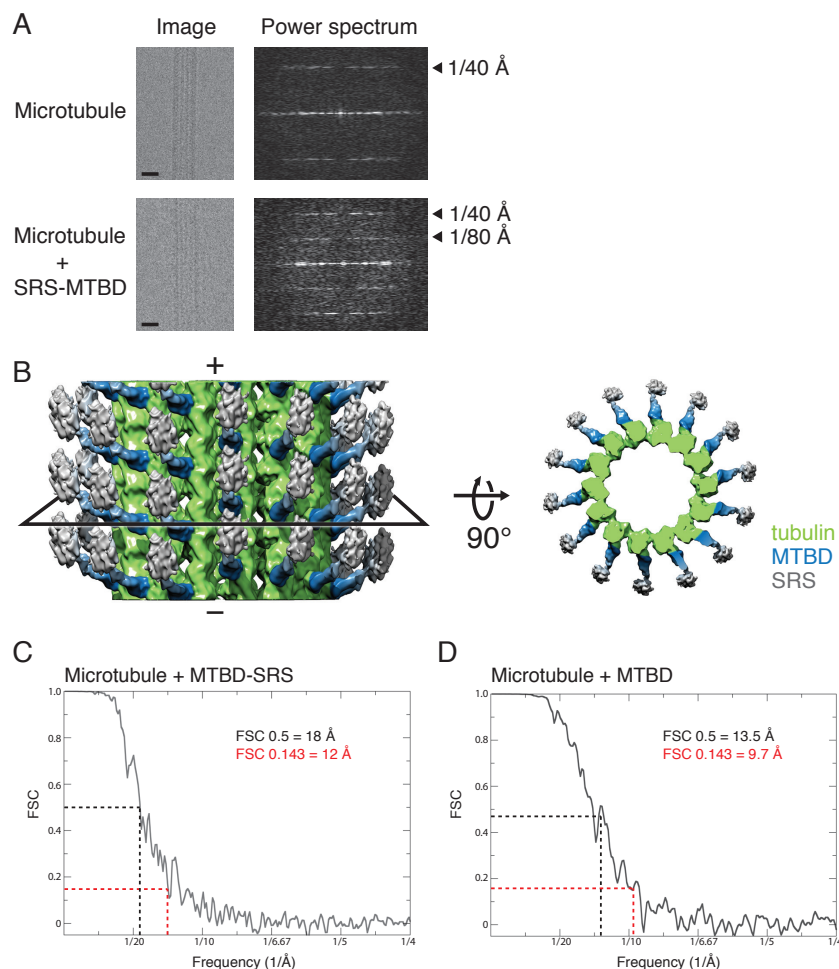 A
Image
Power spectrum
Microtubule
1/40 Å
Microtubule
+
SRS-MTBD
1/40 Å
1/80 Å
B
+
−
90°
tubulin
MTBD
SRS
C
Microtubule + MTBD-SRS
FSC 0.5 = 18 Å
FSC 0.143 = 12 Å
FSC
1.0
0.8
0.6
0.4
0.2
0
1/20
1/10
1/6.67
1/5
1/4
Frequency (1/Å)
D
Microtubule + MTBD
FSC 0.5 = 13.5 Å
FSC 0.143 = 9.7 Å
FSC
1.0
0.8
0.6
0.4
0.2
0
1/20
1/10
1/6.67
1/5
1/4
Frequency (1/Å)